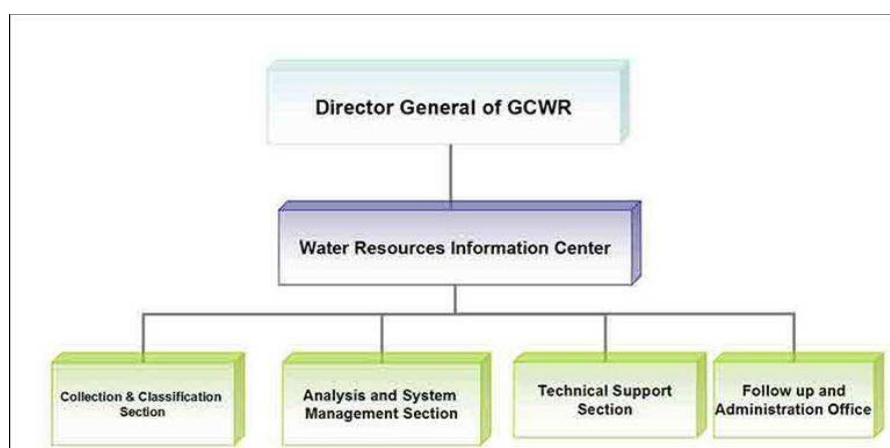 Director General of GCWR
Water Resources Information Center
Collection & Classification
Section
Analysis and System
Management Section
Technical Support
Section
Follow up and
Administration Office